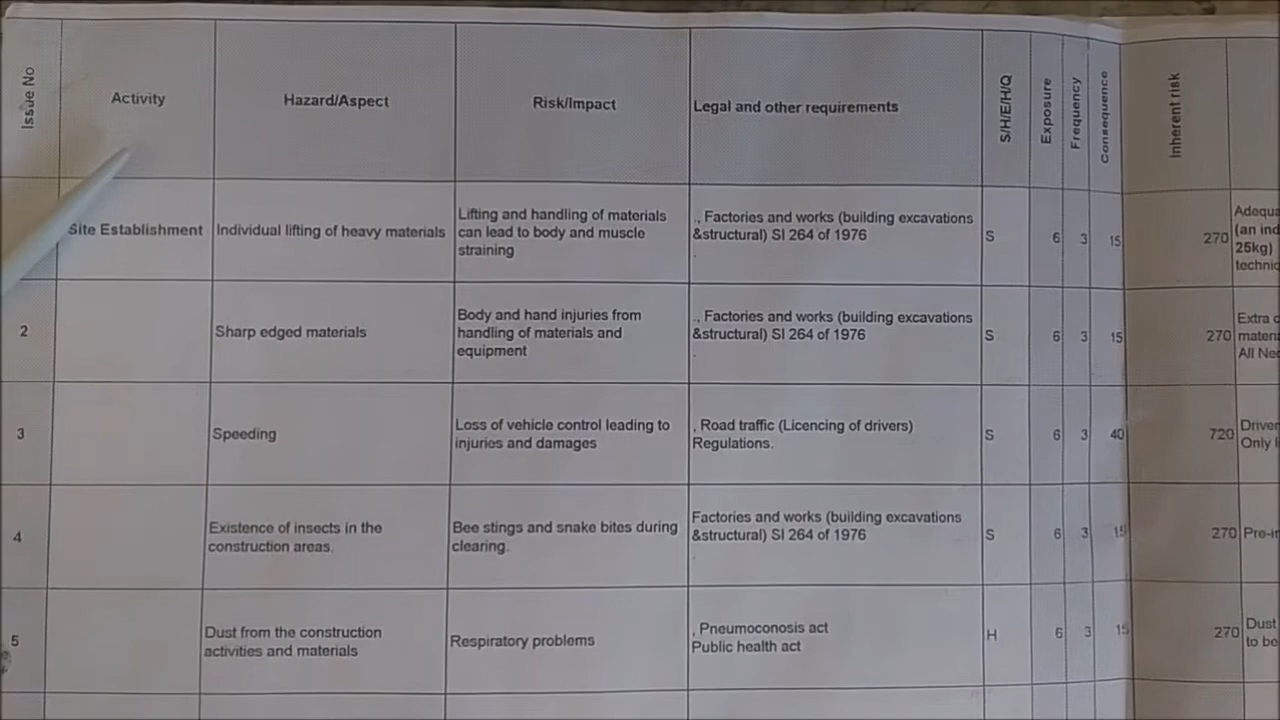 Issue No
Activity
Hazard/Aspect
Risk/Impact
Legal and other requirements
S/H/E/H/Q
Exposure
Frequency
Consequence
Inherent risk
Site Establishment
Individual lifting of heavy materials
Lifting and handling of materials
can lead to body and muscle
straining
., Factories and works (building excavations
&structural) SI 264 of 1976
.
S
6
3
15
270
(an
25kg)
2
Sharp edged materials
Body and hand injuries from
handling of materials and
equipment
., Factories and works (building excavations
&structural) SI 264 of 1976
.
S
6
3
15
270
Extra
All
3
Speeding
Loss of vehicle control leading to
injuries and damages
, Road traffic (Licencing of drivers)
Regulations.
S
6
3
40
720
Only
4
Existence of insects in the
construction areas.
Bee stings and snake bites during
clearing.
Factories and works (building excavations
&structural) SI 264 of 1976
.
S
6
3
15
270
5
Dust from the construction
activities and materials
Respiratory problems
, Pneumoconosis act
Public health act
H
6
3
15
270
Dust
to be